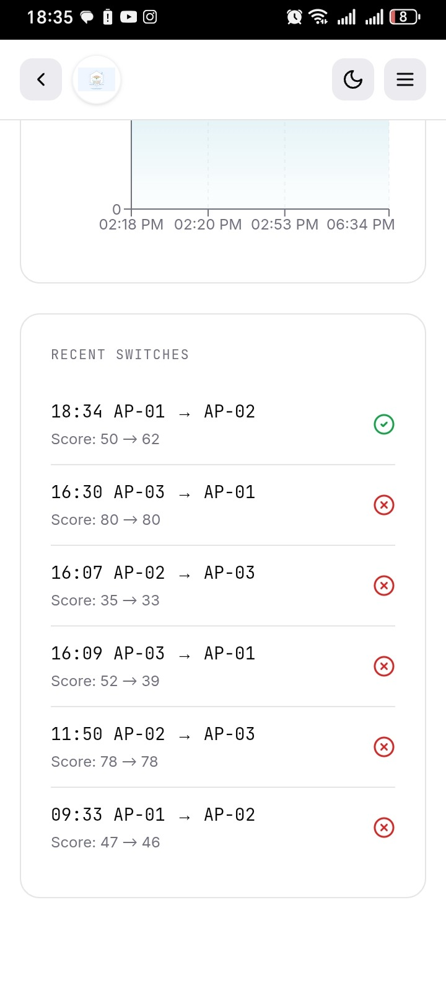 18:35
8
0
02:18 PM 02:20 PM 02:53 PM 06:34 PM
RECENT SWITCHES
18:34 AP-01 → AP-02
Score: 50 → 62
16:30 AP-03 → AP-01
Score: 80 → 80
16:07 AP-02 → AP-03
Score: 35 → 33
16:09 AP-03 → AP-01
Score: 52 → 39
11:50 AP-02 → AP-03
Score: 78 → 78
09:33 AP-01 → AP-02
Score: 47 → 46